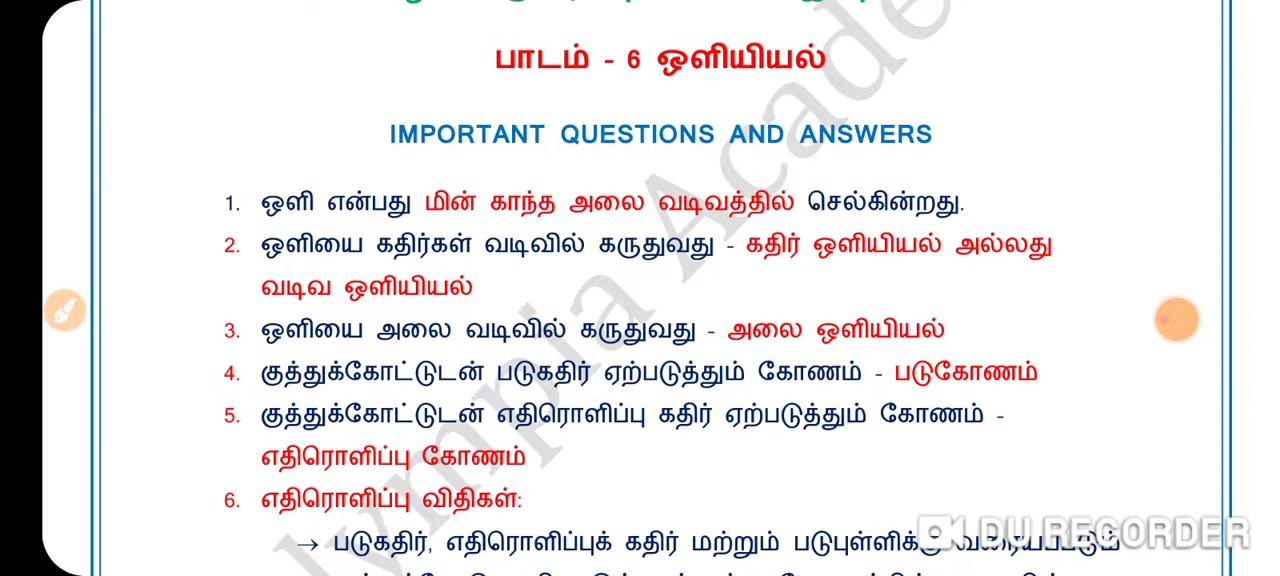 பாடம் - 6 ஒளியியல்
IMPORTANT QUESTIONS AND ANSWERS
1. ஒளி என்பது மின் காந்த அலை வடிவத்தில் செல்கின்றது.
2. ஒளியை கதிர்கள் வடிவில் கருதுவது - கதிர் ஒளியியல் அல்லது
வடிவ ஒளியியல்
3. ஒளியை அலை வடிவில் கருதுவது - அலை ஒளியியல்
4. குத்துக்கோட்டுடன் படுகதிர் ஏற்படுத்தும் கோணம் - படுகோணம்
5. குத்துக்கோட்டுடன் எதிரொளிப்பு கதிர் ஏற்படுத்தும் கோணம் -
எதிரொளிப்பு கோணம்
6. எதிரொளிப்பு விதிகள்:
→ படுகதிர், எதிரொளிப்புக் கதிர் மற்றும் படுபுள்ளிக்கு வரையப்படும்
DU RECORDER